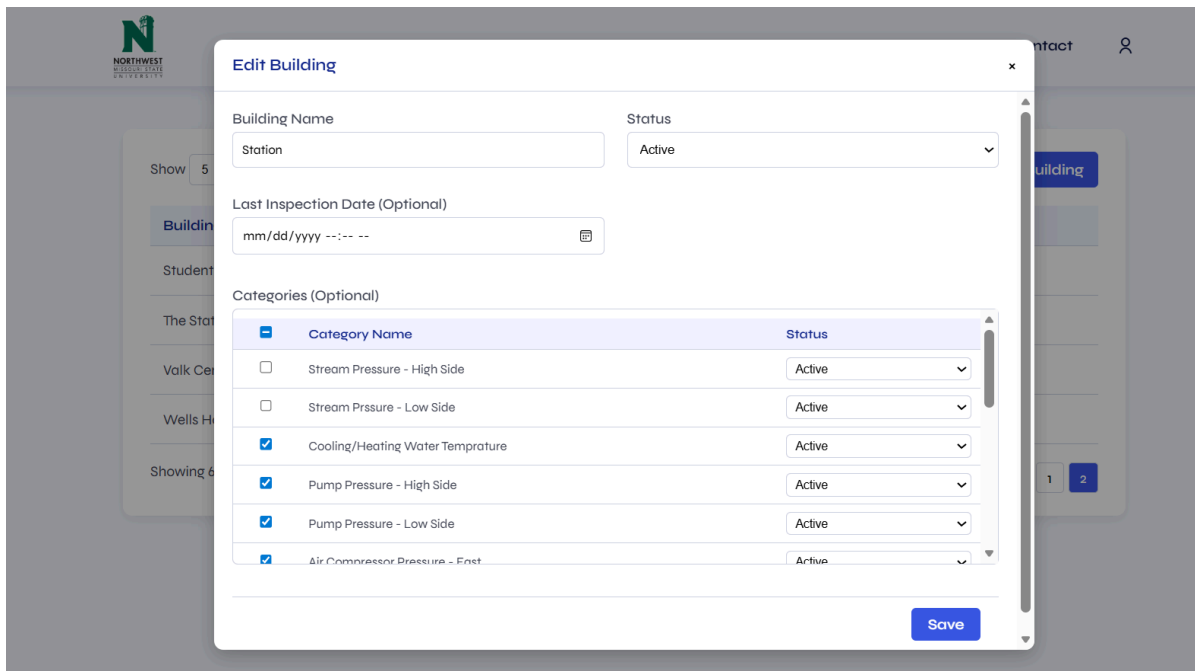 NORTHWEST
MISSOURI STATE
UNIVERSITY
ntact
Edit Building
×
Building Name
Status
Station
Active
Show 5
uilding
Last Inspection Date (Optional)
Buildin
mm/dd/yyyy --:-- --
Student
Categories (Optional)
The Stat
Category Name
Status
Valk Cen
Stream Pressure - High Side
Active
Stream Prssure - Low Side
Active
Wells He
Cooling/Heating Water Temprature
Active
Showing 6
Pump Pressure - High Side
Active
1
2
Pump Pressure - Low Side
Active
Air Compressor Pressure - East
Active
Save